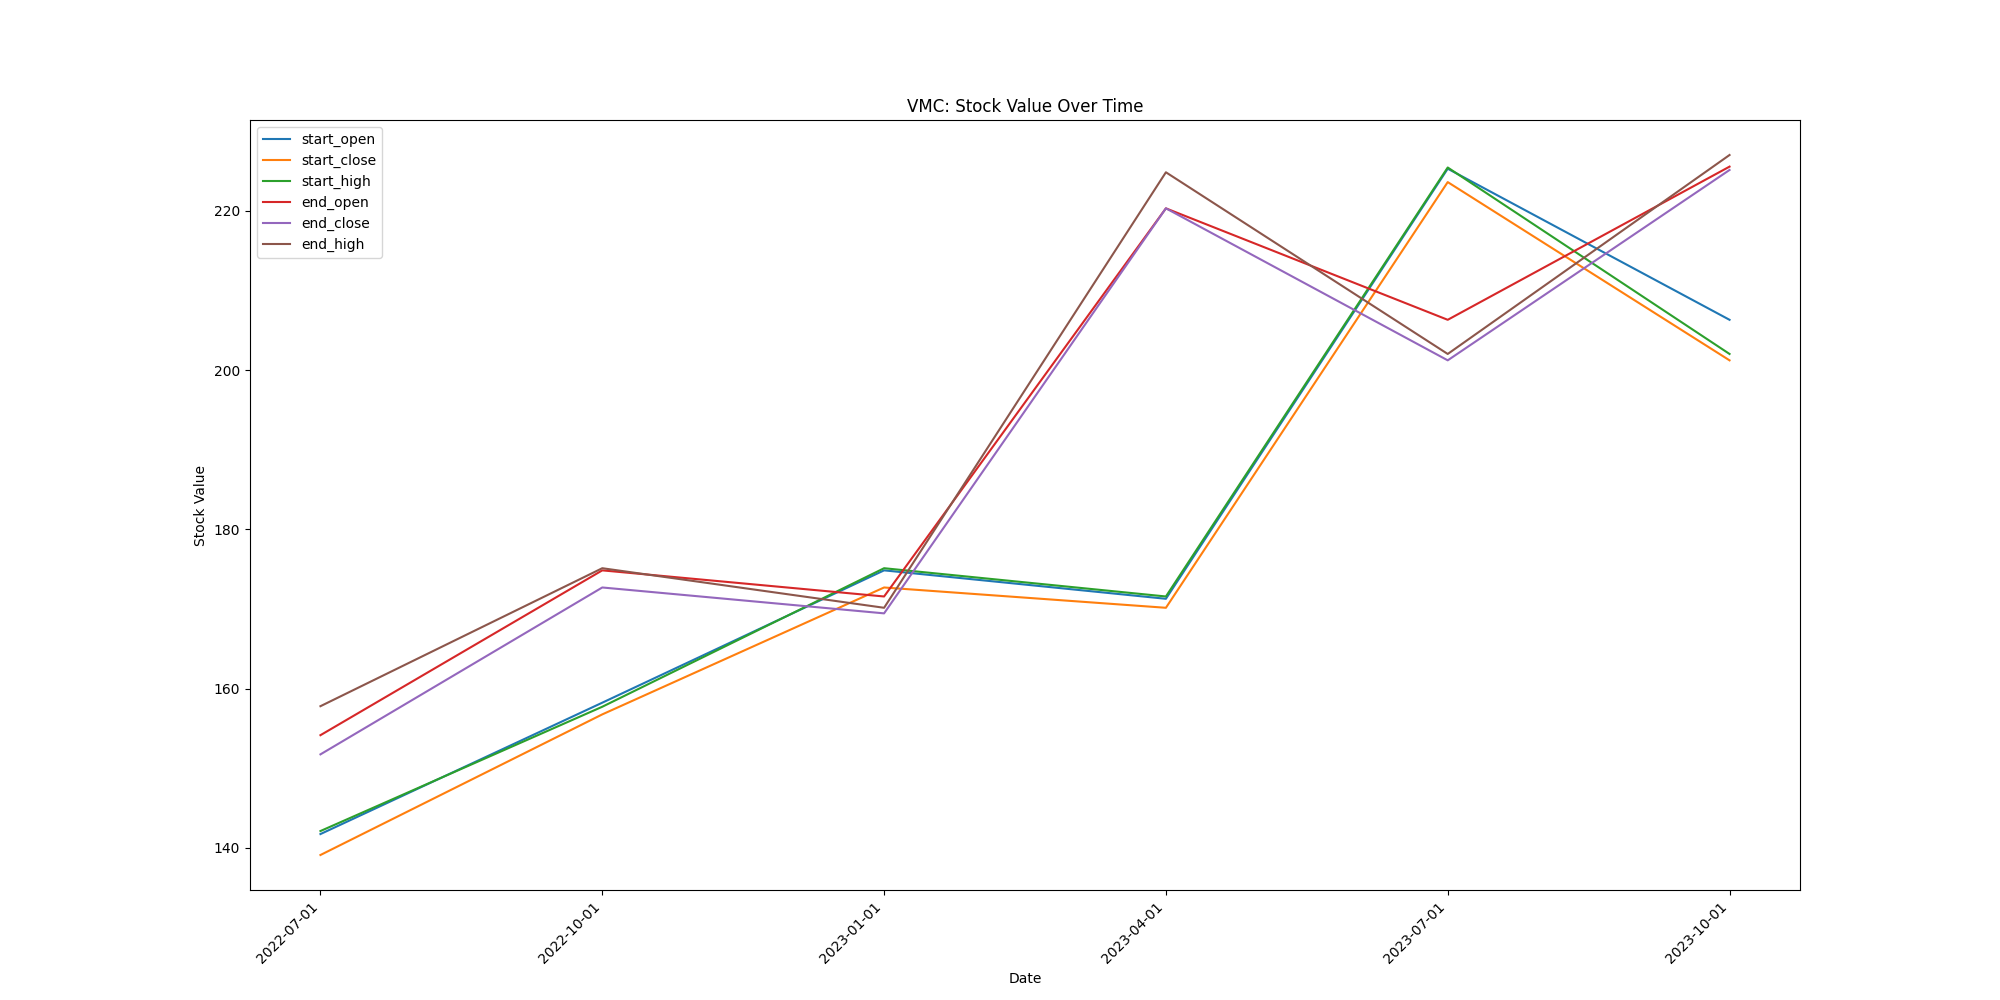 VMC: Stock Value Over Time
start_open
start_close
start_high
end_open
end_close
end_high
220
200
180
160
140
Stock Value
2022-07-01
2022-10-01
2023-01-01
2023-04-01
2023-07-01
2023-10-01
Date